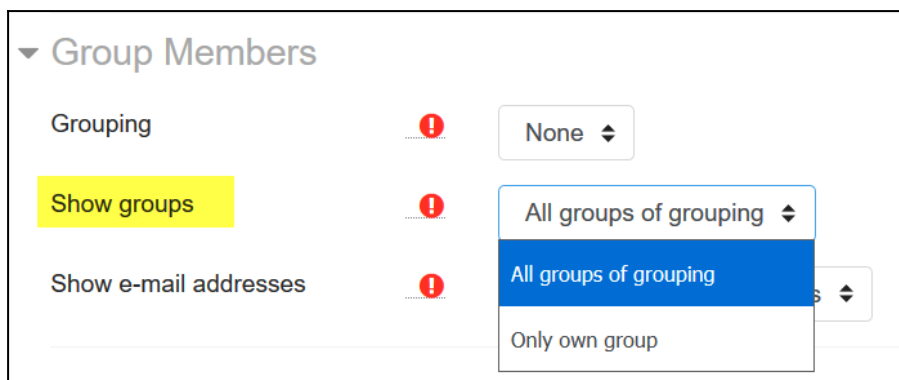 Group Members
Grouping
None
Show groups
All groups of grouping
All groups of grouping
Show e-mail addresses
s
Only own group